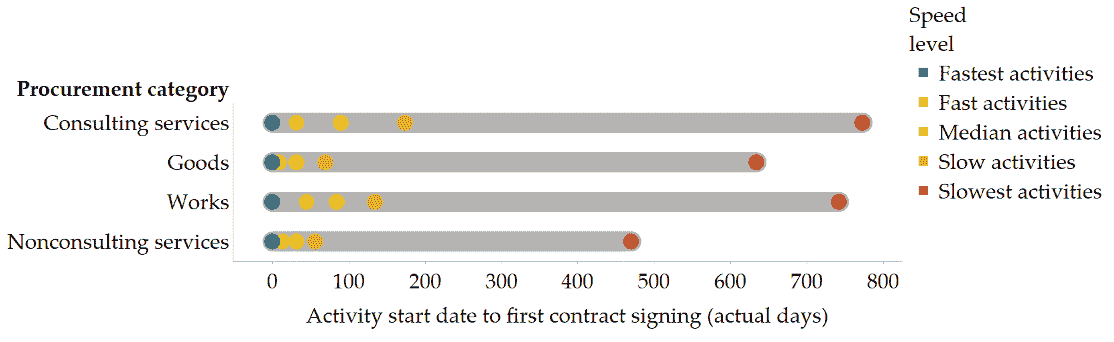 Speed
level
Fastest activities
Fast activities
Median activities
Slow activities
Slowest activities
Procurement category
Consulting services
Goods
Works
Nonconsulting services
0 100 200 300 400 500 600 700 800
Activity start date to first contract signing (actual days)